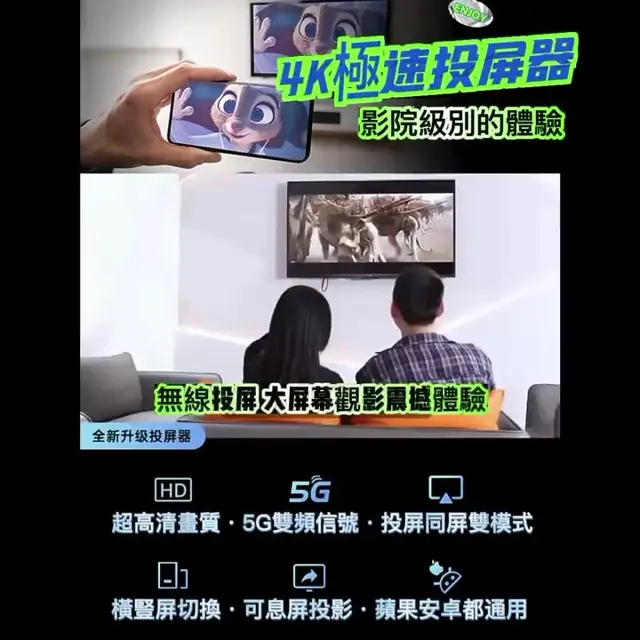 ENJOY
4K極速投屏器
影院級別的體驗
無線投屏 大屏幕觀影震撼體驗
全新升级投屏器
HD
5G
超高清畫質·5G雙頻信號·投屏同屏雙模式
橫豎屏切換·可息屏投影·蘋果安卓都通用